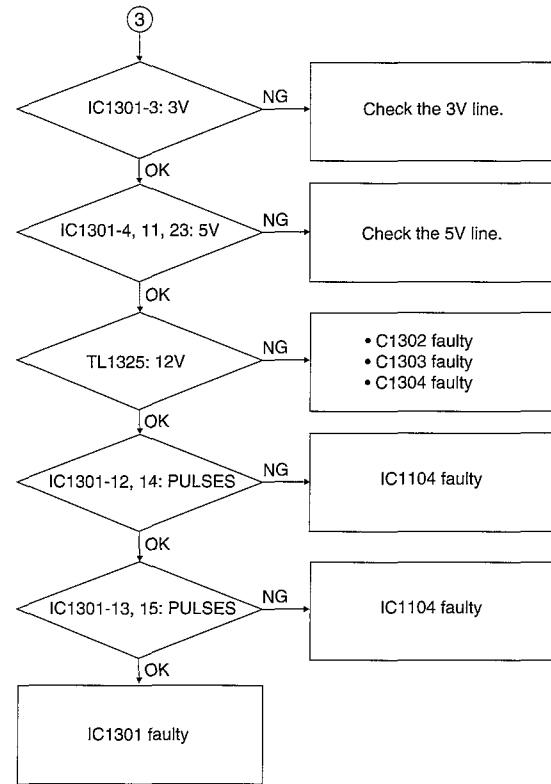 3
IC1301-3: 3V
NG
Check the 3V line.
OK
IC1301-4, 11, 23: 5V
NG
Check the 5V line.
OK
TL1325: 12V
NG
• C1302 faulty
• C1303 faulty
• C1304 faulty
OK
IC1301-12, 14: PULSES
NG
IC1104 faulty
OK
IC1301-13, 15: PULSES
NG
IC1104 faulty
OK
IC1301 faulty